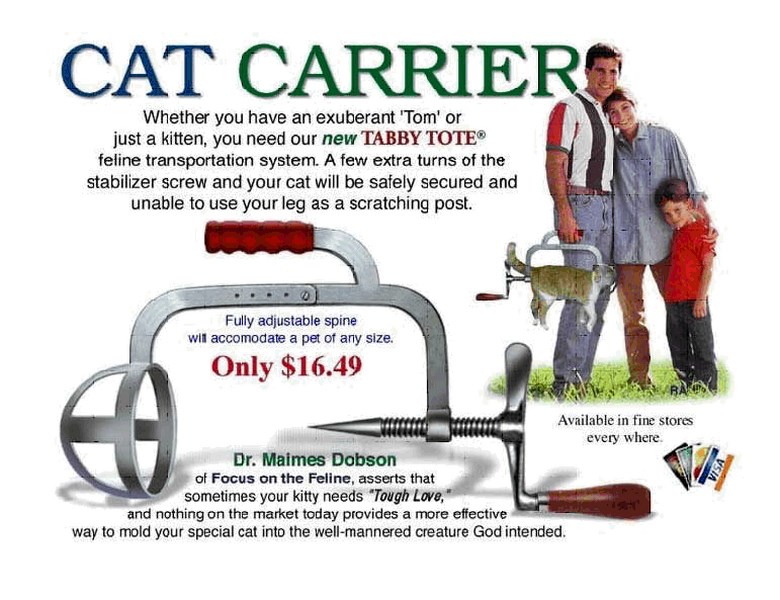 CAT CARRIER
Whether you have an exuberant 'Tom' or
just a kitten, you need our new TABBY TOTE®
feline transportation system. A few extra turns of the
stabilizer screw and your cat will be safely secured and
unable to use your leg as a scratching post.
Fully adjustable spine
will accomodate a pet of any size.
Only $16.49
Available in fine stores
every where.
VISA
Dr. Maimes Dobson
of Focus on the Feline, asserts that
sometimes your kitty needs "Tough Love,"
and nothing on the market today provides a more effective
way to mold your special cat into the well-mannered creature God intended.